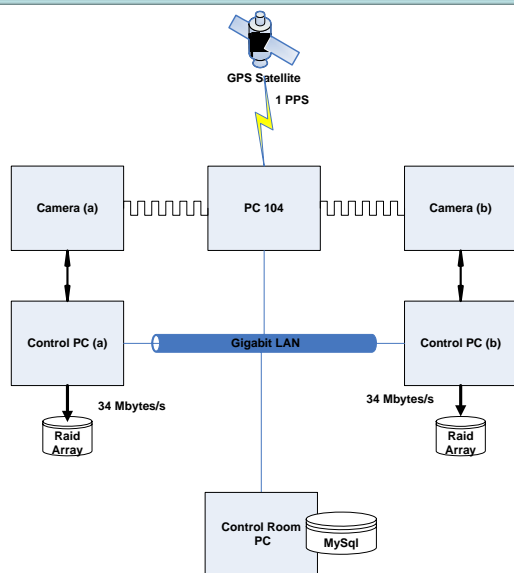 GPS Satellite
1 PPS
Camera (a)
PC 104
Camera (b)
Control PC (a)
Gigabit LAN
Control PC (b)
34 Mbytes/s
34 Mbytes/s
Raid
Array
Raid
Array
Control Room
PC
MySql